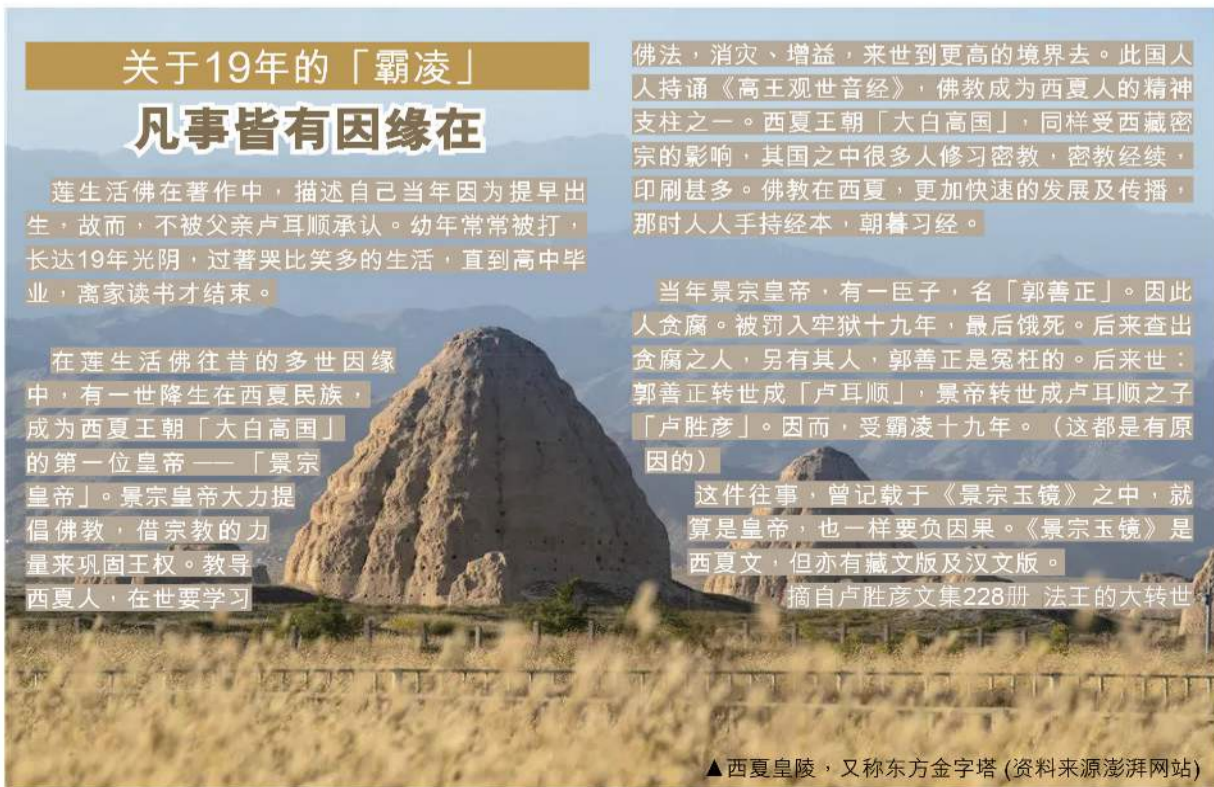 关于19年的「霸凌」
凡事皆有因缘在
莲生活佛在著作中，描述自己当年因为提早出
生，故而，不被父亲卢耳顺承认。幼年常常被打，
长达19年光阴，过著哭比笑多的生活，直到高中毕
业，离家读书才结束。
在莲生活佛往昔的多世因缘
中，有一世降生在西夏民族，
成为西夏王朝「大白高国」
的第一位皇帝──「景宗
皇帝」。景宗皇帝大力提
倡佛教，借宗教的力
量来巩固王权。教导
西夏人，在世要学习
佛法，消灾、增益，来世到更高的境界去。此国人
人持诵《高王观世音经》，佛教成为西夏人的精神
支柱之一。西夏王朝「大白高国」，同样受西藏密
宗的影响，其国之中很多人修习密教，密教经续，
印刷甚多。佛教在西夏，更加快速的发展及传播，
那时人人手持经本，朝暮习经。
当年景宗皇帝，有一臣子，名「郭善正」。因此
人贪腐。被罚入牢狱十九年，最后饿死。后来查出
贪腐之人，另有其人，郭善正是冤枉的。后来世：
郭善正转世成「卢耳顺」，景帝转世成卢耳顺之子
「卢胜彦」。因而，受霸凌十九年。（这都是有原
因的）
这件往事，曾记载于《景宗玉镜》之中，就
算是皇帝，也一样要负因果。《景宗玉镜》是
西夏文，但亦有藏文版及汉文版。
摘自卢胜彦文集228册 法王的大转世
▲西夏皇陵，又称东方金字塔 (资料来源澎湃网站)